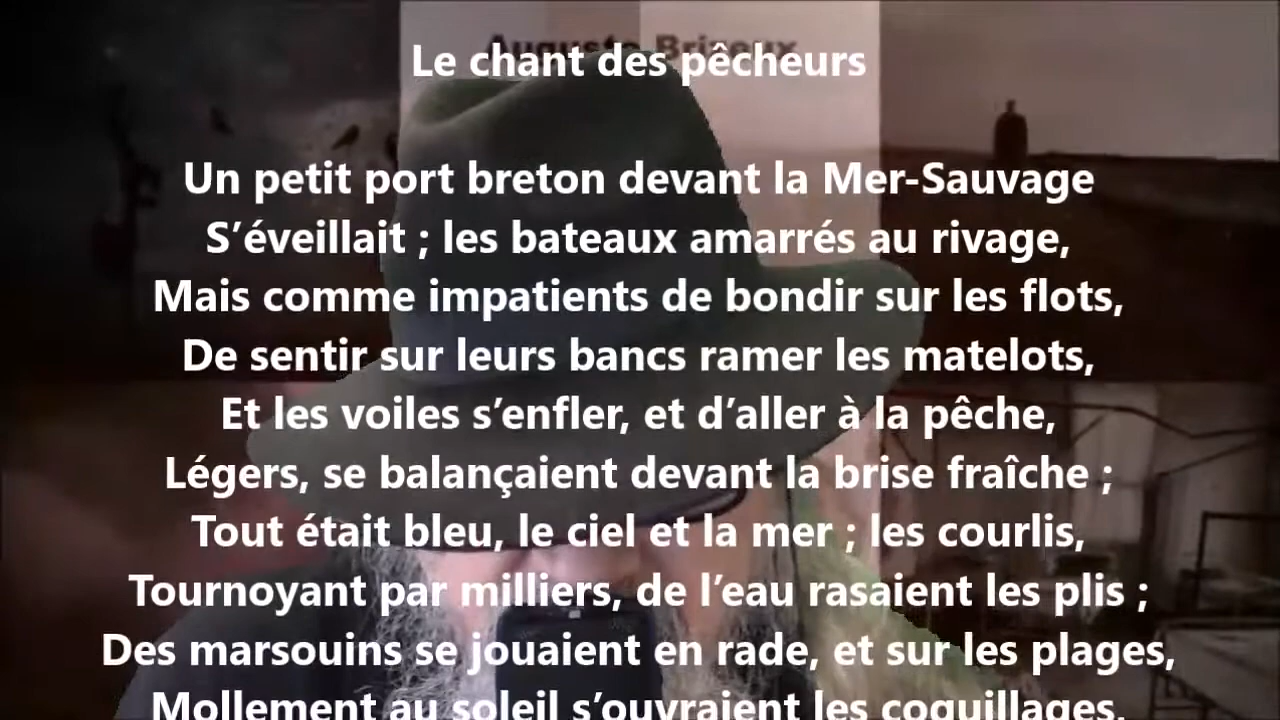 Auguste Brizeux
Le chant des pêcheurs
Un petit port breton devant la Mer-Sauvage
S’éveillait ; les bateaux amarrés au rivage,
Mais comme impatients de bondir sur les flots,
De sentir sur leurs bancs ramer les matelots,
Et les voiles s’enfler, et d’aller à la pêche,
Légers, se balançaient devant la brise fraîche ;
Tout était bleu, le ciel et la mer ; les courlis,
Tournoyant par milliers, de l’eau rasaient les plis ;
Des marsouins se jouaient en rade, et sur les plages,
Mollement au soleil s’ouvraient les coquillages.